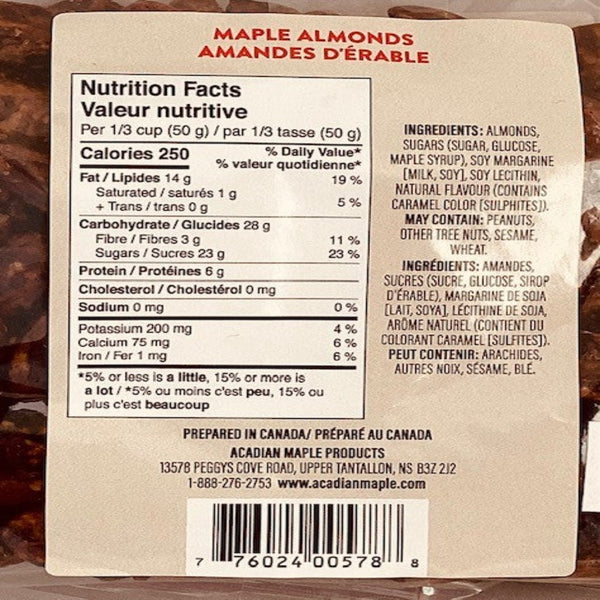 MAPLE ALMONDS
AMANDES D'ÉRABLE
Nutrition Facts
Valeur nutritive
Per 1/3 cup (50 g) / par 1/3 tasse (50 g)
Calories 250
% Daily Value*
% valeur quotidienne*
Fat / Lipides 14 g 19 %
Saturated / saturés 1 g
+ Trans / trans 0 g 5 %
Carbohydrate / Glucides 28 g
Fibre / Fibres 3 g 11 %
Sugars / Sucres 23 g 23 %
Protein / Protéines 6 g
Cholesterol / Cholestérol 0 mg
Sodium 0 mg 0 %
Potassium 200 mg 4 %
Calcium 75 mg 6 %
Iron / Fer 1 mg 6 %
*5% or less is a little, 15% or more is
a lot / *5% ou moins c'est peu, 15% ou
plus c'est beaucoup
INGREDIENTS: ALMONDS,
SUGARS (SUGAR, GLUCOSE,
MAPLE SYRUP), SOY MARGARINE
[MILK, SOY], SOY LECITHIN,
NATURAL FLAVOUR (CONTAINS
CARAMEL COLOR [SULPHITES]).
MAY CONTAIN: PEANUTS,
OTHER TREE NUTS, SESAME,
WHEAT.
INGRÉDIENTS: AMANDES,
SUCRES (SUCRE, GLUCOSE, SIROP
D'ÉRABLE), MARGARINE DE SOJA
[LAIT, SOYA], LÉCITHINE DE SOJA,
ARÔME NATUREL (CONTIENT DU
COLORANT CARAMEL [SULFITES]).
PEUT CONTENIR: ARACHIDES,
AUTRES NOIX, SÉSAME, BLÉ.
PREPARED IN CANADA/ PRÉPARÉ AU CANADA
ACADIAN MAPLE PRODUCTS
13578 PEGGYS COVE ROAD, UPPER TANTALLON, NS B3Z 2J2
1-888-276-2753 www.acadianmaple.com
7 76024 00578 8